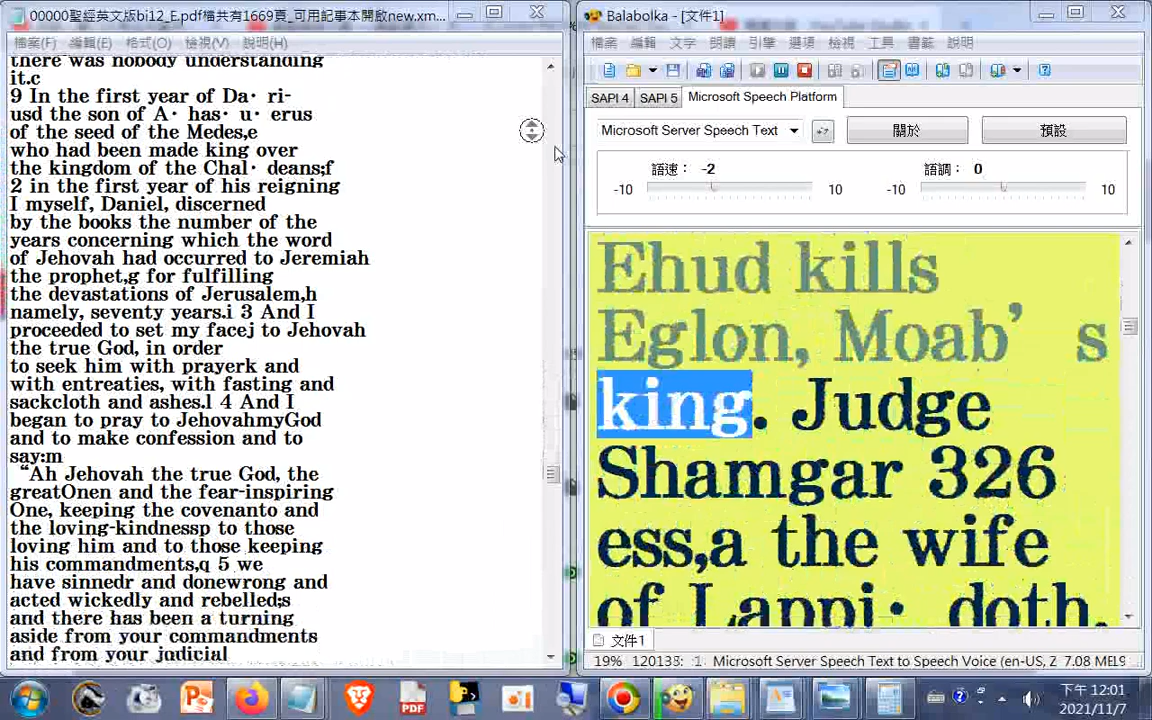 00000聖經英文版bi12_E.pdf檔共有1669頁_可用記事本開啟new.xm...
檔案(F) 編輯(E) 格式(O) 檢視(V) 說明(H)
there was nobody understanding
it.c
9 In the first year of Da· ri-
usd the son of A· has· u· erus
of the seed of the Medes,e
who had been made king over
the kingdom of the Chal· deans;f
2 in the first year of his reigning
I myself, Daniel, discerned
by the books the number of the
years concerning which the word
of Jehovah had occurred to Jeremiah
the prophet,g for fulfilling
the devastations of Jerusalem,h
namely, seventy years.i 3 And I
proceeded to set my facej to Jehovah
the true God, in order
to seek him with prayerk and
with entreaties, with fasting and
sackcloth and ashes.l 4 And I
began to pray to JehovahmyGod
and to make confession and to
say:m
“Ah Jehovah the true God, the
greatOnen and the fear-inspiring
One, keeping the covenanto and
the loving-kindnessp to those
loving him and to those keeping
his commandments,q 5 we
have sinnedr and donewrong and
acted wickedly and rebelled;s
and there has been a turning
aside from your commandments
and from your judicial
Balabolka - [文件1]
檔案 編輯 文字 朗讀 引擎 選項 檢視 工具 書籤 說明
SAPI 4 SAPI 5 Microsoft Speech Platform
Microsoft Server Speech Text 關於 預設
語速： -2 語調： 0
-10 10 -10 10
Ehud kills
Eglon, Moab’ s
king. Judge
Shamgar 326
ess,a the wife
of Lappi· doth,
文件1
19% 120138: 1 Microsoft Server Speech Text to Speech Voice (en-US, Z 7.08 МБ
PDF
下午 12:01
2021/11/7